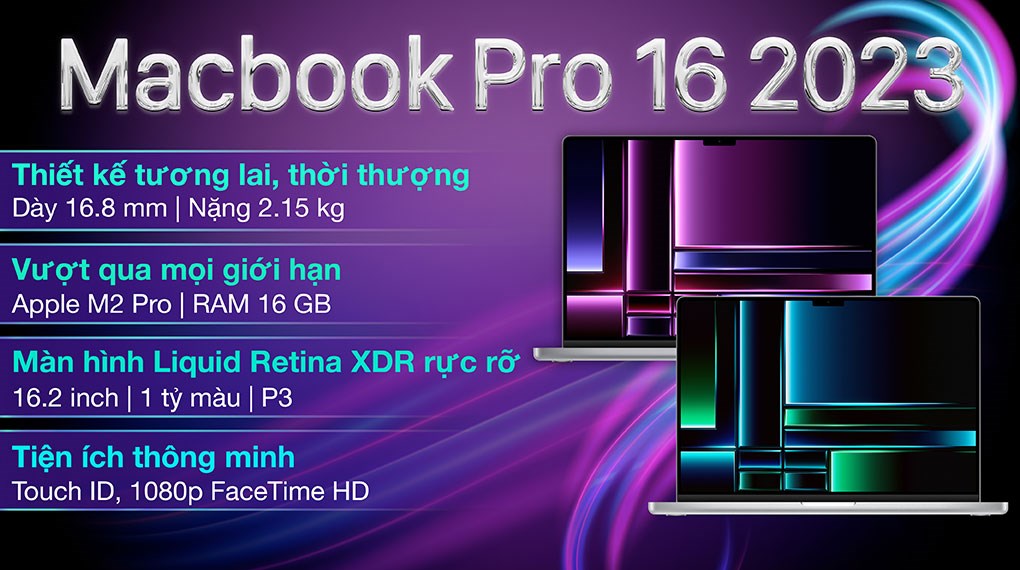 Macbook Pro 16 2023
Thiết kế tương lai, thời thượng
Dày 16.8 mm | Nặng 2.15 kg
Vượt qua mọi giới hạn
Apple M2 Pro | RAM 16 GB
Màn hình Liquid Retina XDR rực rỡ
16.2 inch | 1 tỷ màu | P3
Tiện ích thông minh
Touch ID, 1080p FaceTime HD